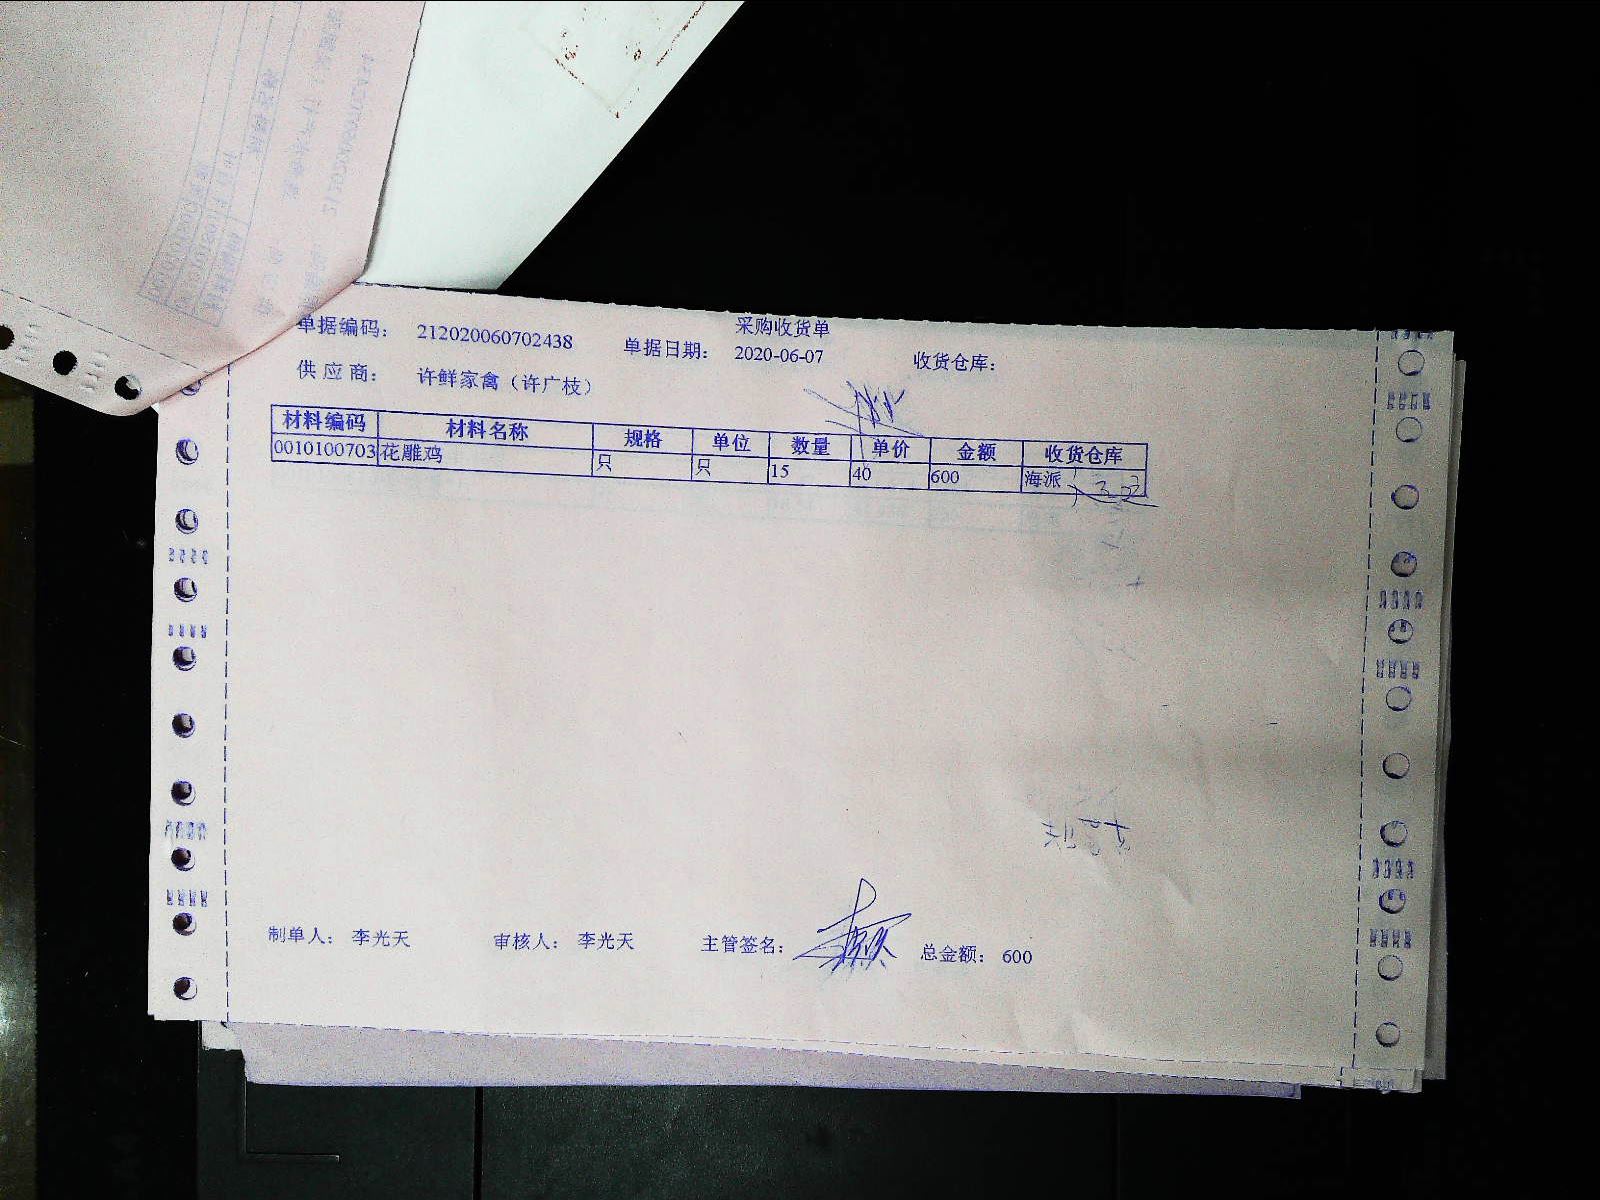 采购收货单
单据编码： 212020060702438 单据日期： 2020-06-07 收货仓库：
供 应 商： 许鲜家禽（许广枝）
材料编码 材料名称 规格 单位 数量 单价 金额 收货仓库
0010100703 花雕鸡 只 只 15 40 600 海派
制单人： 李光天 审核人： 李光天 主管签名： 总金额： 600